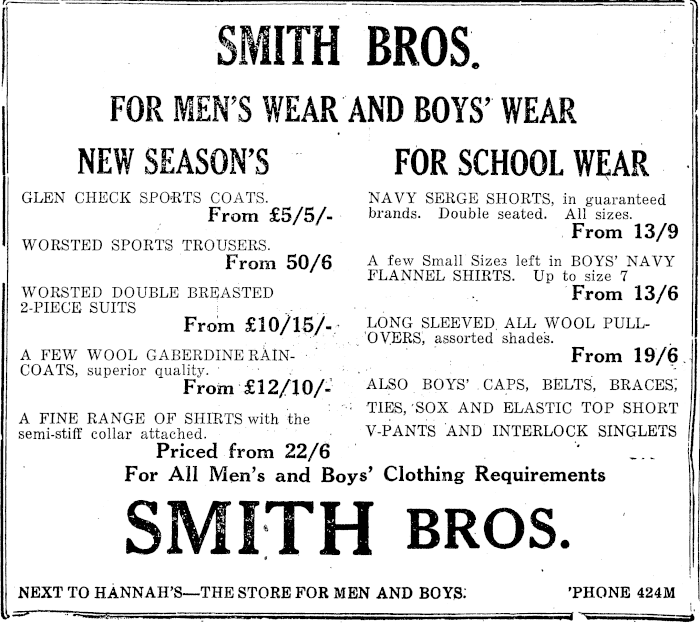 SMITH BROS.
FOR MEN'S WEAR AND BOYS' WEAR
NEW SEASON'S
GLEN CHECK SPORTS COATS.
From £5/5/-
WORSTED SPORTS TROUSERS.
From 50/6
WORSTED DOUBLE BREASTED
2-PIECE SUITS
From £10/15/-
A FEW WOOL GABERDINE RAIN-
COATS, superior quality.
From £12/10/-
A FINE RANGE OF SHIRTS with the
semi-stiff collar attached.
Priced from 22/6
FOR SCHOOL WEAR
NAVY SERGE SHORTS, in guaranteed
brands. Double seated. All sizes.
From 13/9
A few Small Sizes left in BOYS' NAVY
FLANNEL SHIRTS. Up to size 7
From 13/6
LONG SLEEVED ALL WOOL PULL-
OVERS, assorted shades.
From 19/6
ALSO BOYS' CAPS, BELTS, BRACES,
TIES, SOX AND ELASTIC TOP SHORT
V-PANTS AND INTERLOCK SINGLETS
For All Men's and Boys' Clothing Requirements
SMITH BROS.
NEXT TO HANNAH'S—THE STORE FOR MEN AND BOYS.
'PHONE 424M